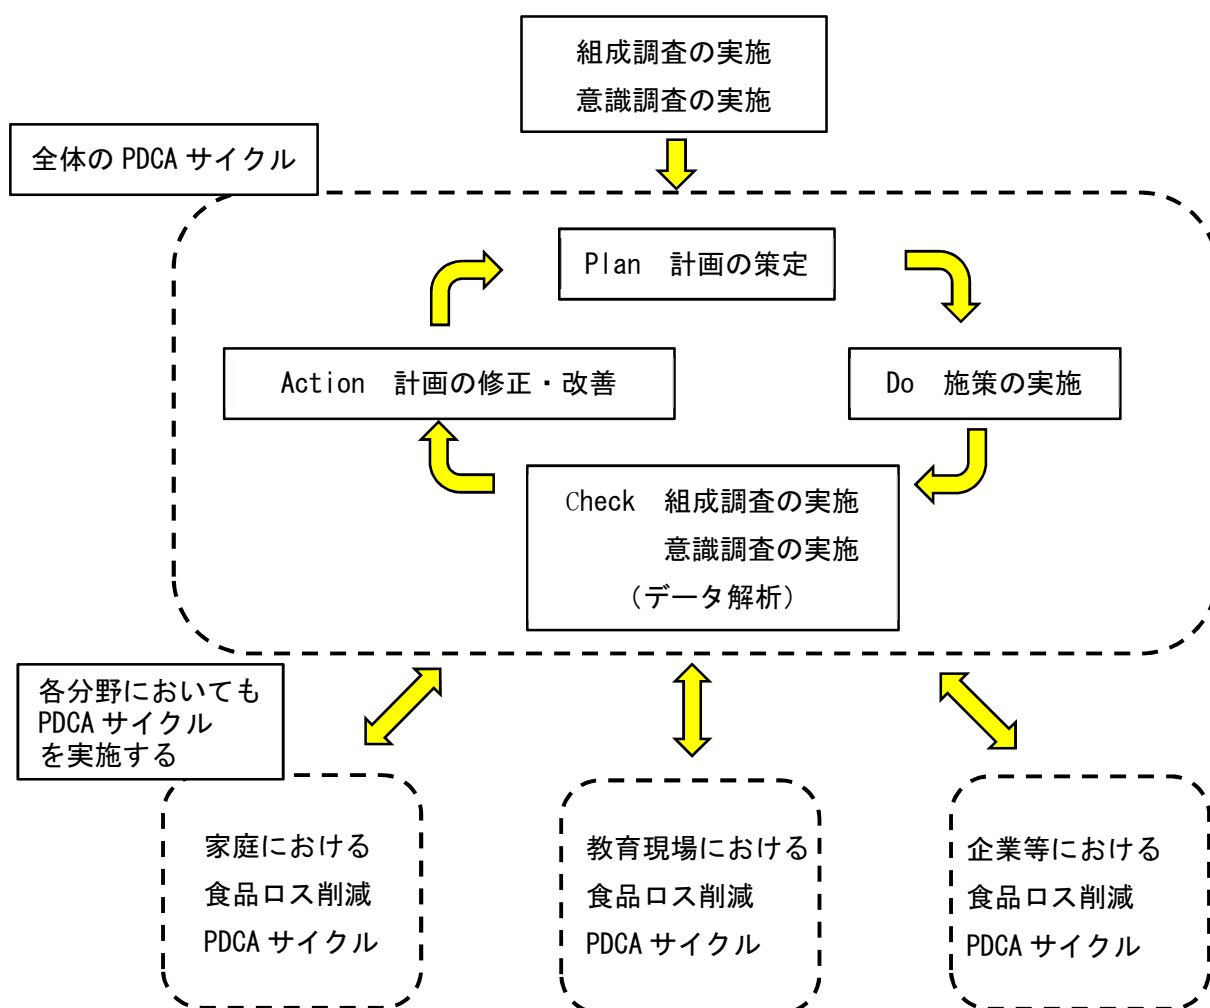 組成調査の実施
意識調査の実施
全体の PDCA サイクル
Plan　計画の策定
Action　計画の修正・改善
Do　施策の実施
Check　組成調査の実施
意識調査の実施
（データ解析）
各分野においても
PDCA サイクル
を実施する
家庭における
食品ロス削減
PDCA サイクル
教育現場における
食品ロス削減
PDCA サイクル
企業等における
食品ロス削減
PDCA サイクル